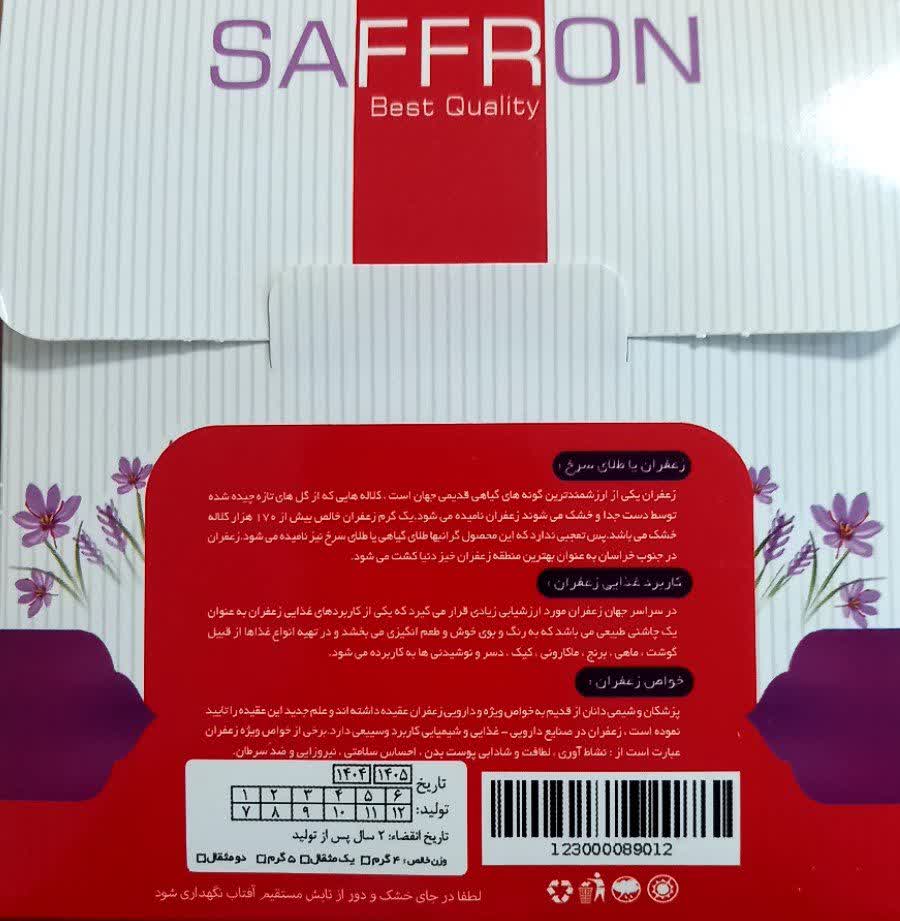 SAFFRON
Best Quality
زعفران یا طلای سرخ :
زعفران یکی از ارزشمندترین گونه های گیاهی قدیمی جهان است ، کلاله هایی که از گل های تازه چیده شده
توسط دست جدا و خشک می شوند زعفران نامیده می شود.یک گرم زعفران خالص بیش از ۱۷۰ هزار کلاله
خشک می باشد.پس تعجبی ندارد که این محصول گرانبها طلای گیاهی یا طلای سرخ نیز نامیده می شود.زعفران
در جنوب خراسان به عنوان بهترین منطقه زعفران خیز دنیا کشت می شود.
کاربرد غذایی زعفران :
در سراسر جهان زعفران مورد ارزشیابی زیادی قرار می گیرد که یکی از کاربردهای غذایی زعفران به عنوان
یک چاشنی طبیعی می باشد که به رنگ و بوی خوش و طعم انگیزی می بخشد و در تهیه انواع غذاها از قبیل
گوشت ، ماهی ، برنج ، ماکارونی ، کیک ، دسر و نوشیدنی ها به کاربرده می شود.
خواص زعفران :
پزشکان و شیمی دانان از قدیم به خواص ویژه و دارویی زعفران عقیده داشته اند و علم جدید این عقیده را تایید
نموده است ، زعفران در صنایع دارویی - غذایی و شیمیایی کاربرد وسیعی دارد.برخی از خواص ویژه زعفران
عبارت است از : نشاط آوری ، لطافت و شادابی پوست بدن ، احساس سلامتی ، نیروزایی و ضد سرطان.
تاریخ ۱۴۰۵ ۱۴۰۴
تولید: ۶ ۵ ۴ ۳ ۲ ۱
۱۲ ۱۱ ۱۰ ۹ ۸ ۷
تاریخ انقضاء: ۲ سال پس از تولید
وزن خالص: ۴ گرم یک مثقال ۵ گرم دو مثقال
123000089012
لطفا در جای خشک و دور از تابش مستقیم آفتاب نگهداری شود